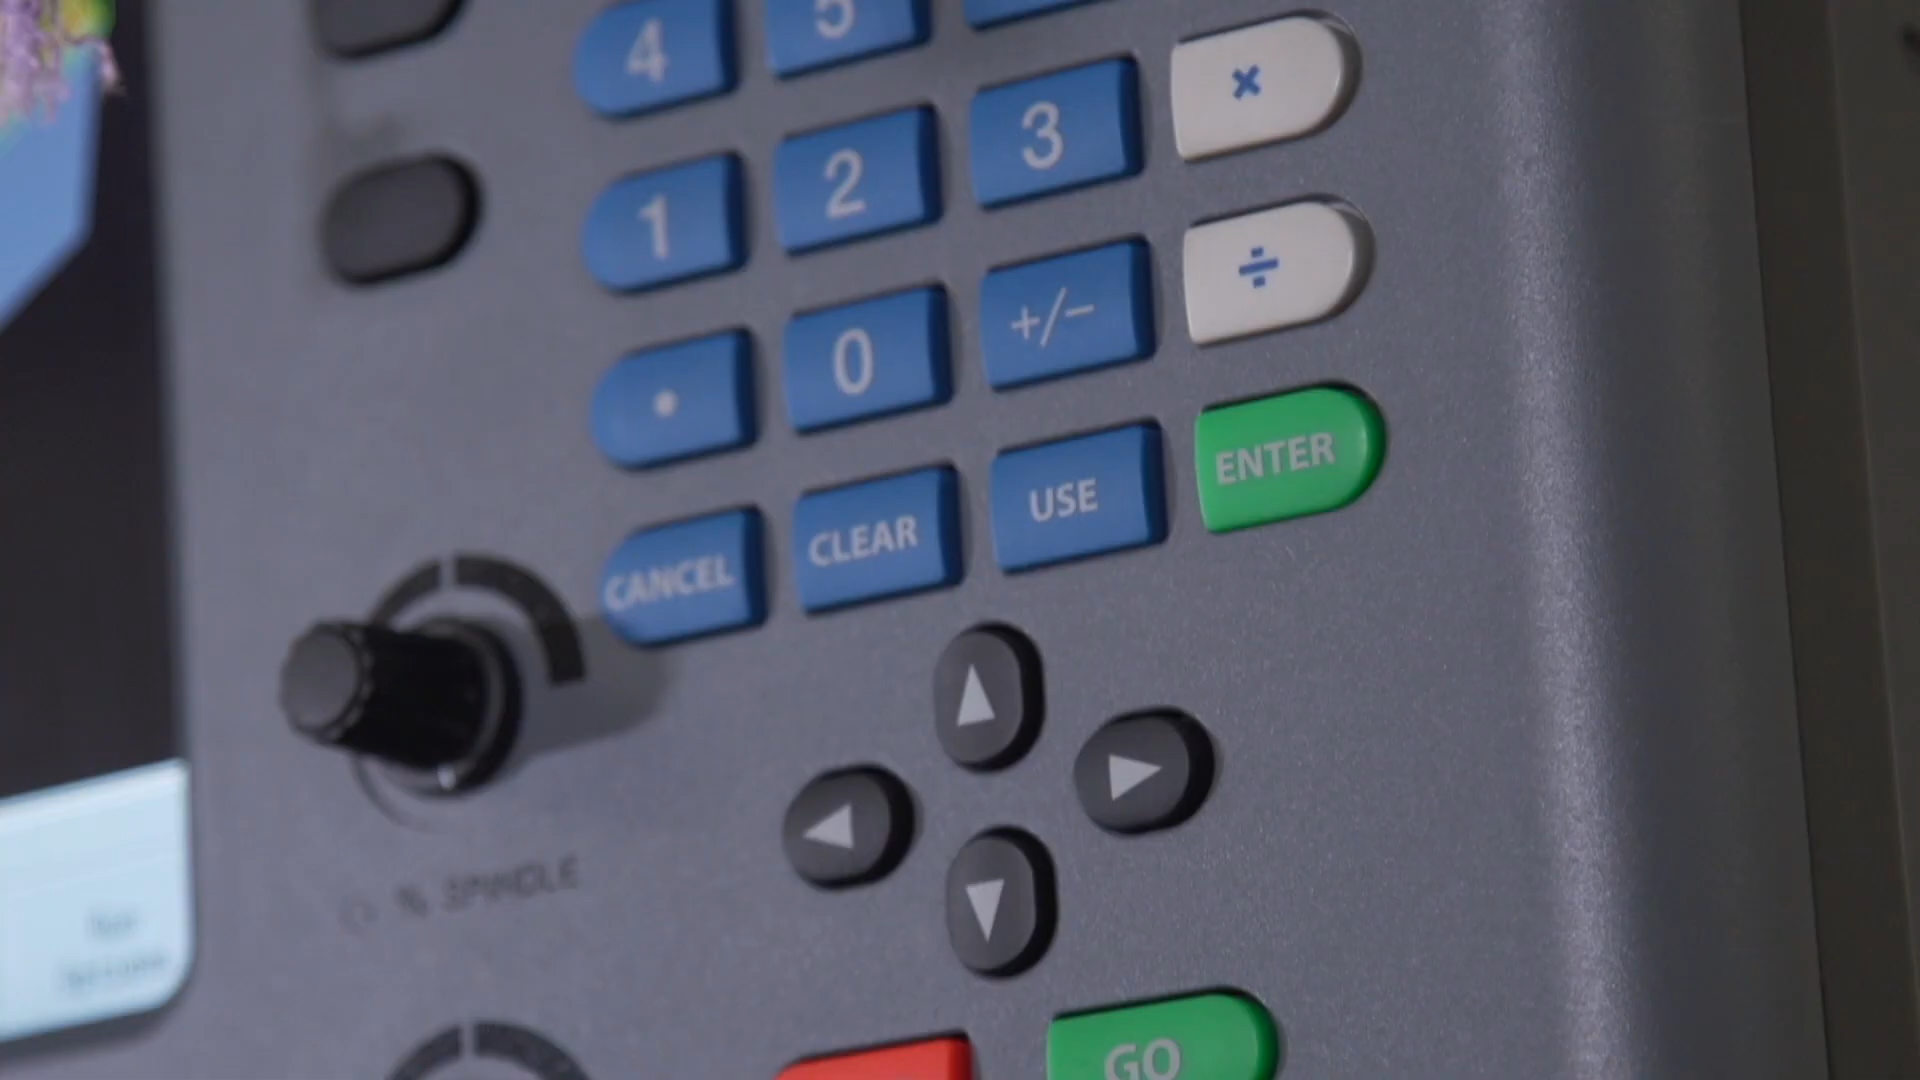 4 5
×
3
2
1
÷
+/−
0
.
ENTER
USE
CLEAR
CANCEL
% SPINDLE
GO